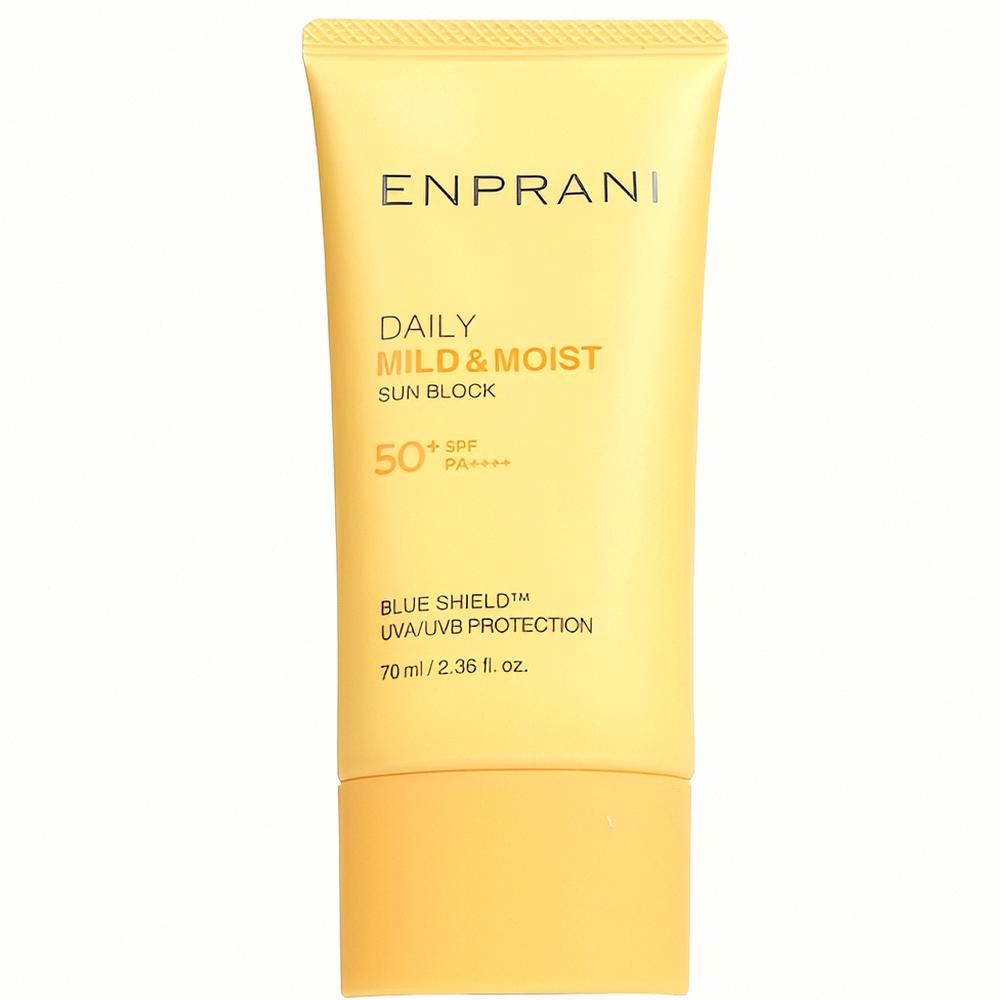 ENPRANI
DAILY
MILD & MOIST
SUN BLOCK
50+ SPF
PA++++
BLUE SHIELD™
UVA/UVB PROTECTION
70 ml / 2.36 fl. oz.